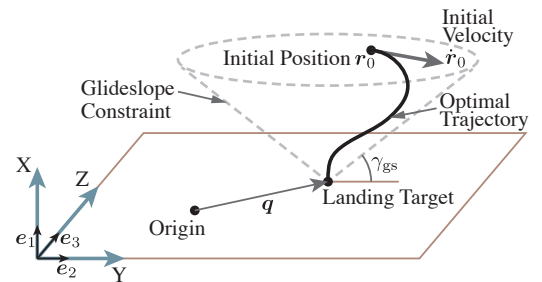 Initial
Velocity
Initial Position r₀
ṙ₀
Glideslope
Constraint
Optimal
Trajectory
X
Z
γgs
Landing Target
q
Origin
e₁
e₃
e₂
Y